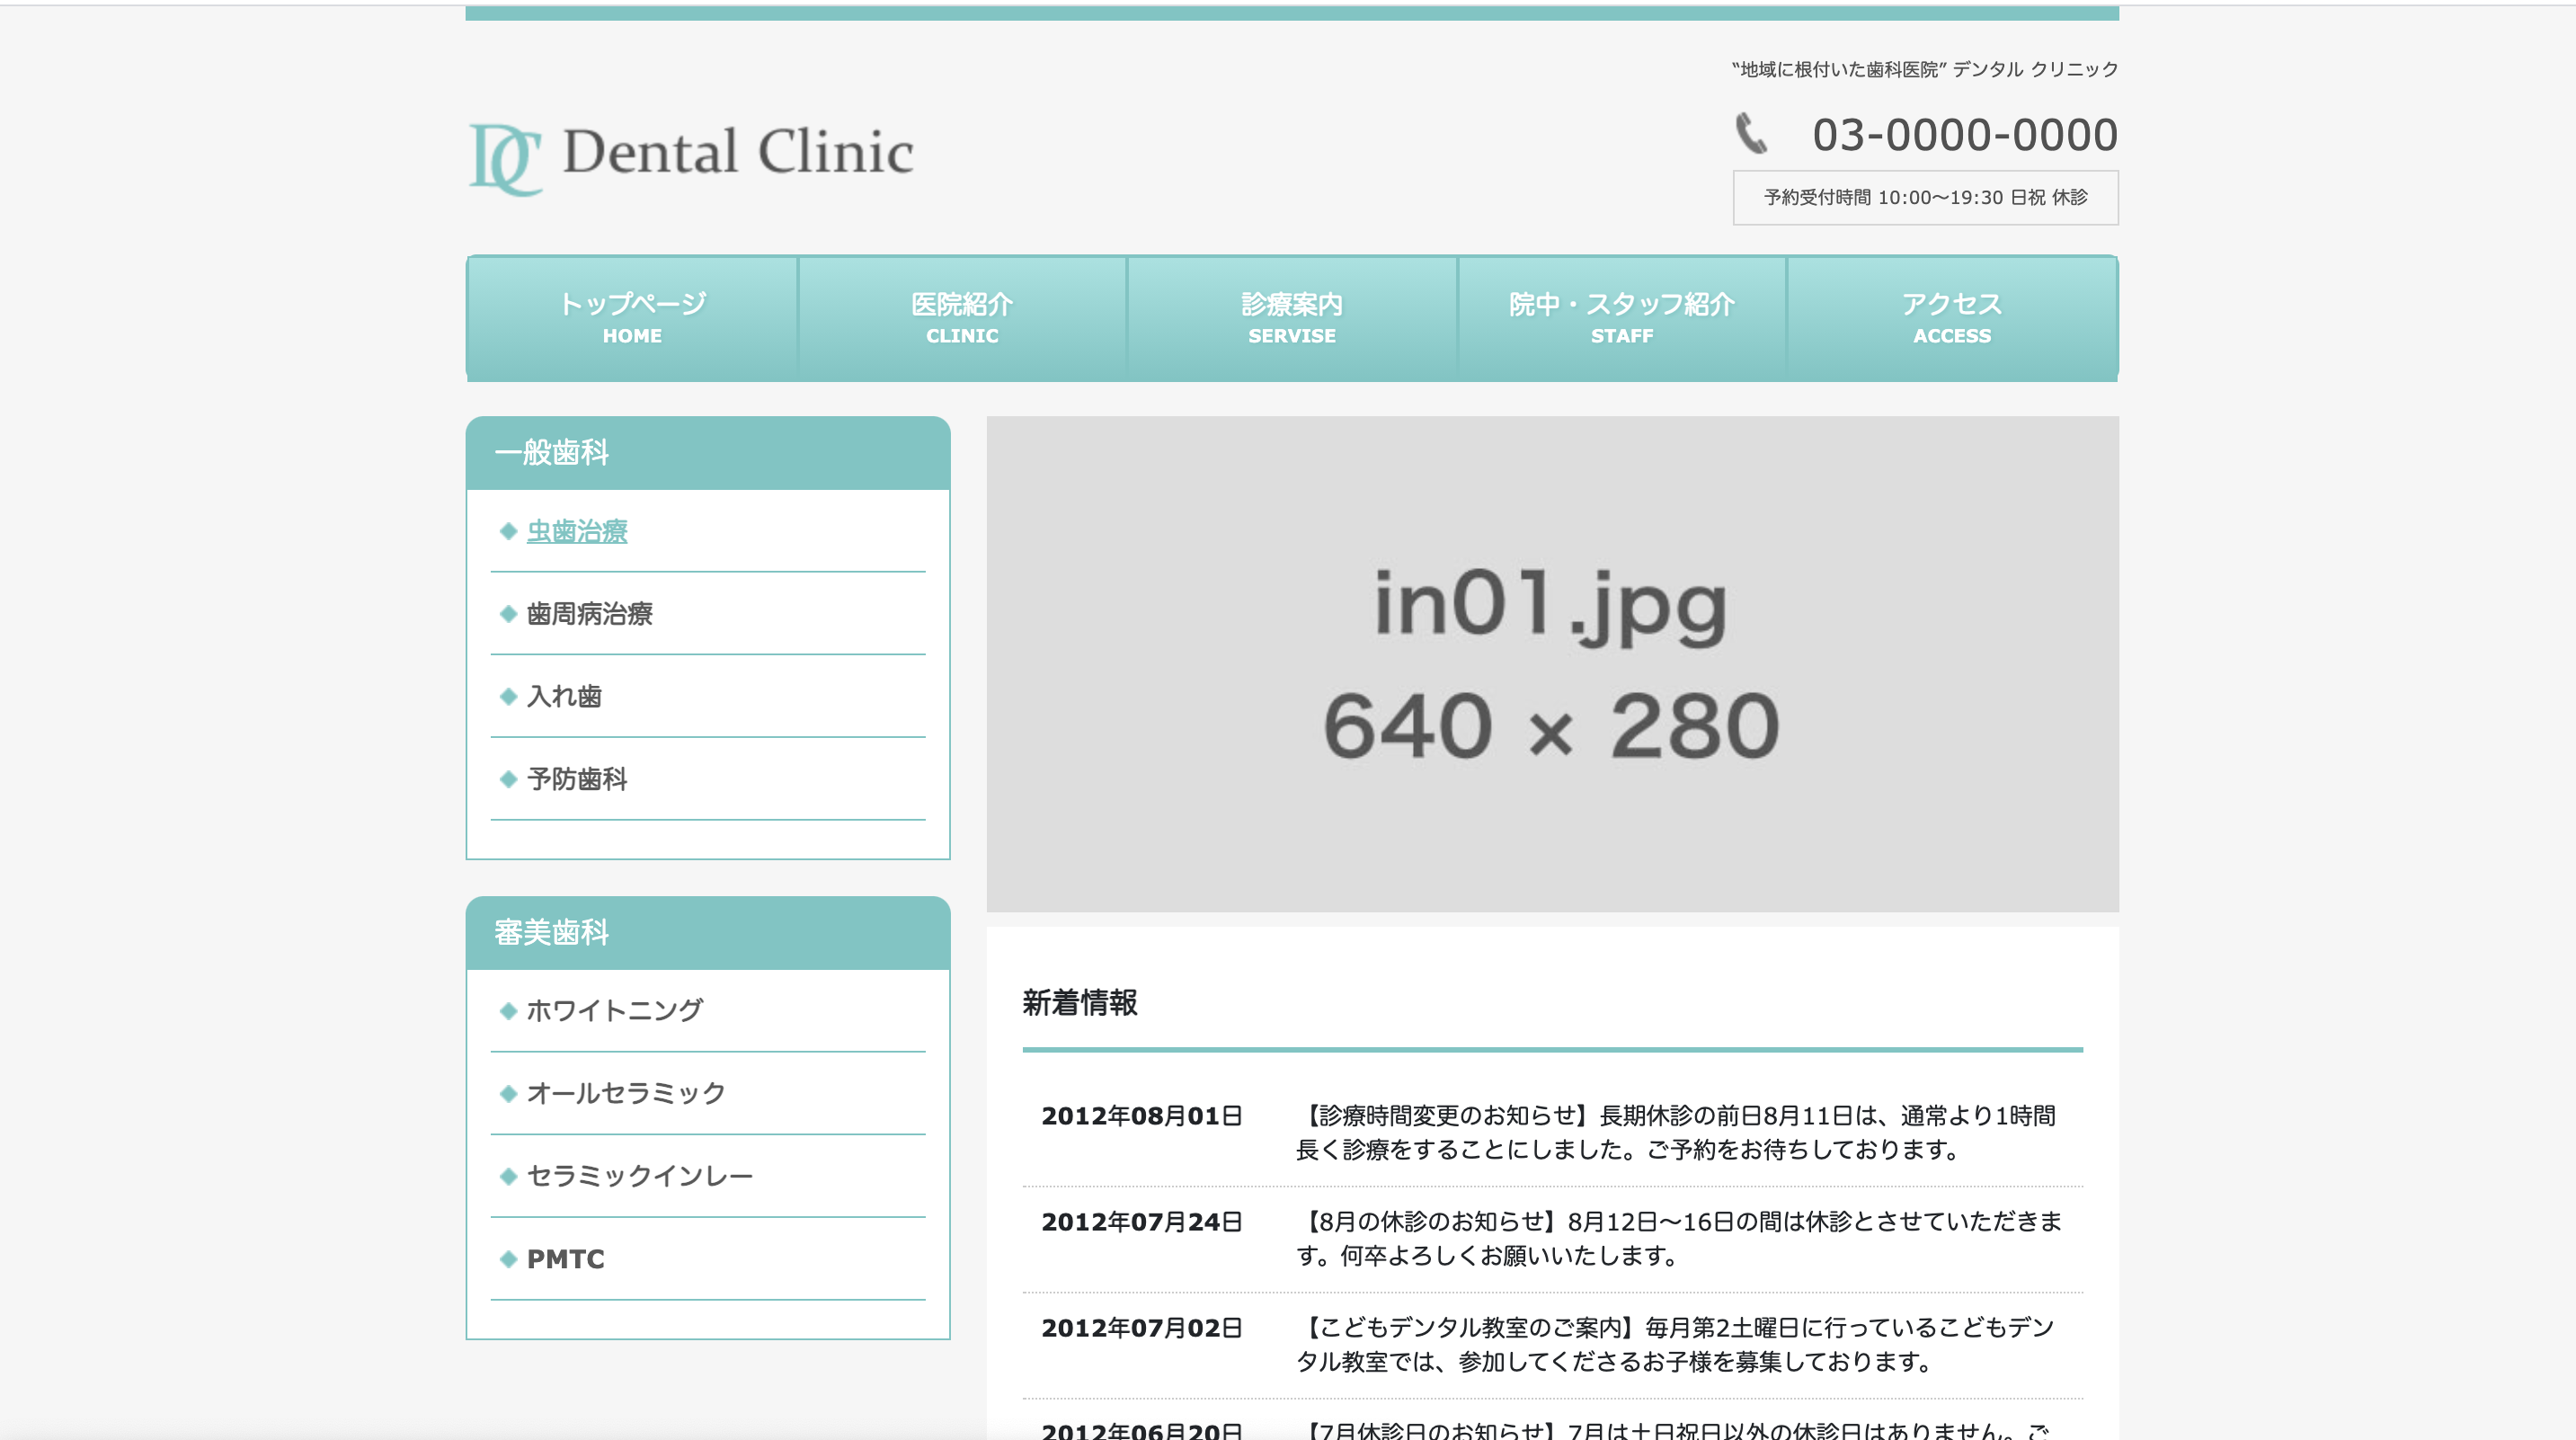 “地域に根付いた歯科医院” デンタル クリニック
DC Dental Clinic
03-0000-0000
予約受付時間 10:00〜19:30 日祝 休診
トップページ
HOME
医院紹介
CLINIC
診療案内
SERVISE
院中・スタッフ紹介
STAFF
アクセス
ACCESS
一般歯科
虫歯治療
歯周病治療
入れ歯
予防歯科
審美歯科
ホワイトニング
オールセラミック
セラミックインレー
PMTC
in01.jpg
640 × 280
新着情報
2012年08月01日
【診療時間変更のお知らせ】長期休診の前日8月11日は、通常より1時間
長く診療をすることにしました。ご予約をお待ちしております。
2012年07月24日
【8月の休診のお知らせ】8月12日〜16日の間は休診とさせていただきま
す。何卒よろしくお願いいたします。
2012年07月02日
【こどもデンタル教室のご案内】毎月第2土曜日に行っているこどもデン
タル教室では、参加してくださるお子様を募集しております。
2012年06月20日
【7月休診日のお知らせ】7月は土日祝日以外の休診日はありません。ご